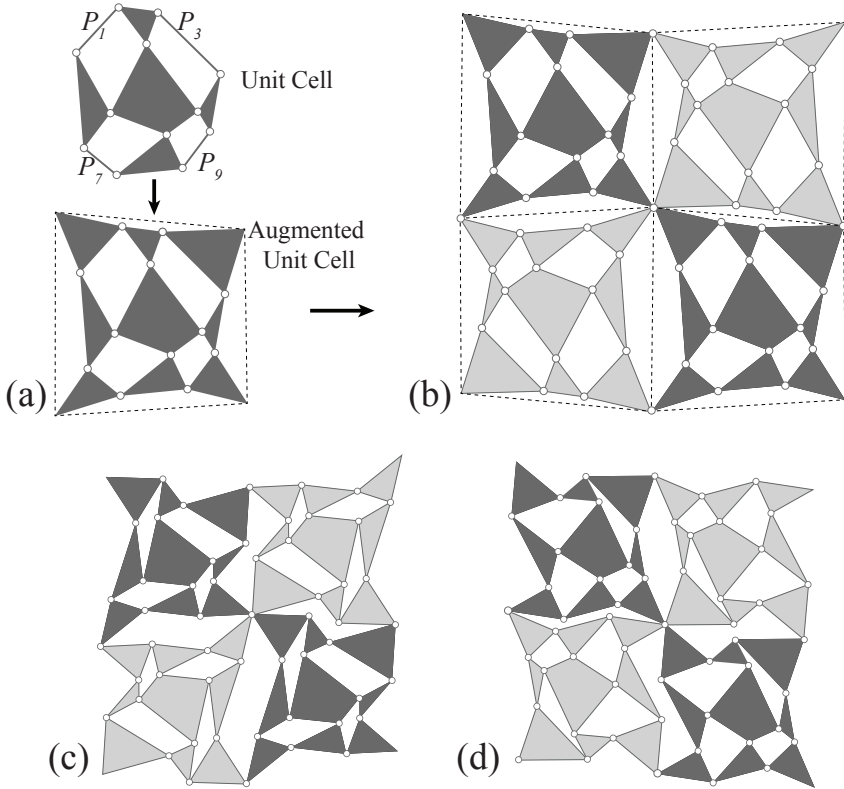 P1 P3
Unit Cell
P7 P9
Augmented
Unit Cell
(a) (b)
(c) (d)